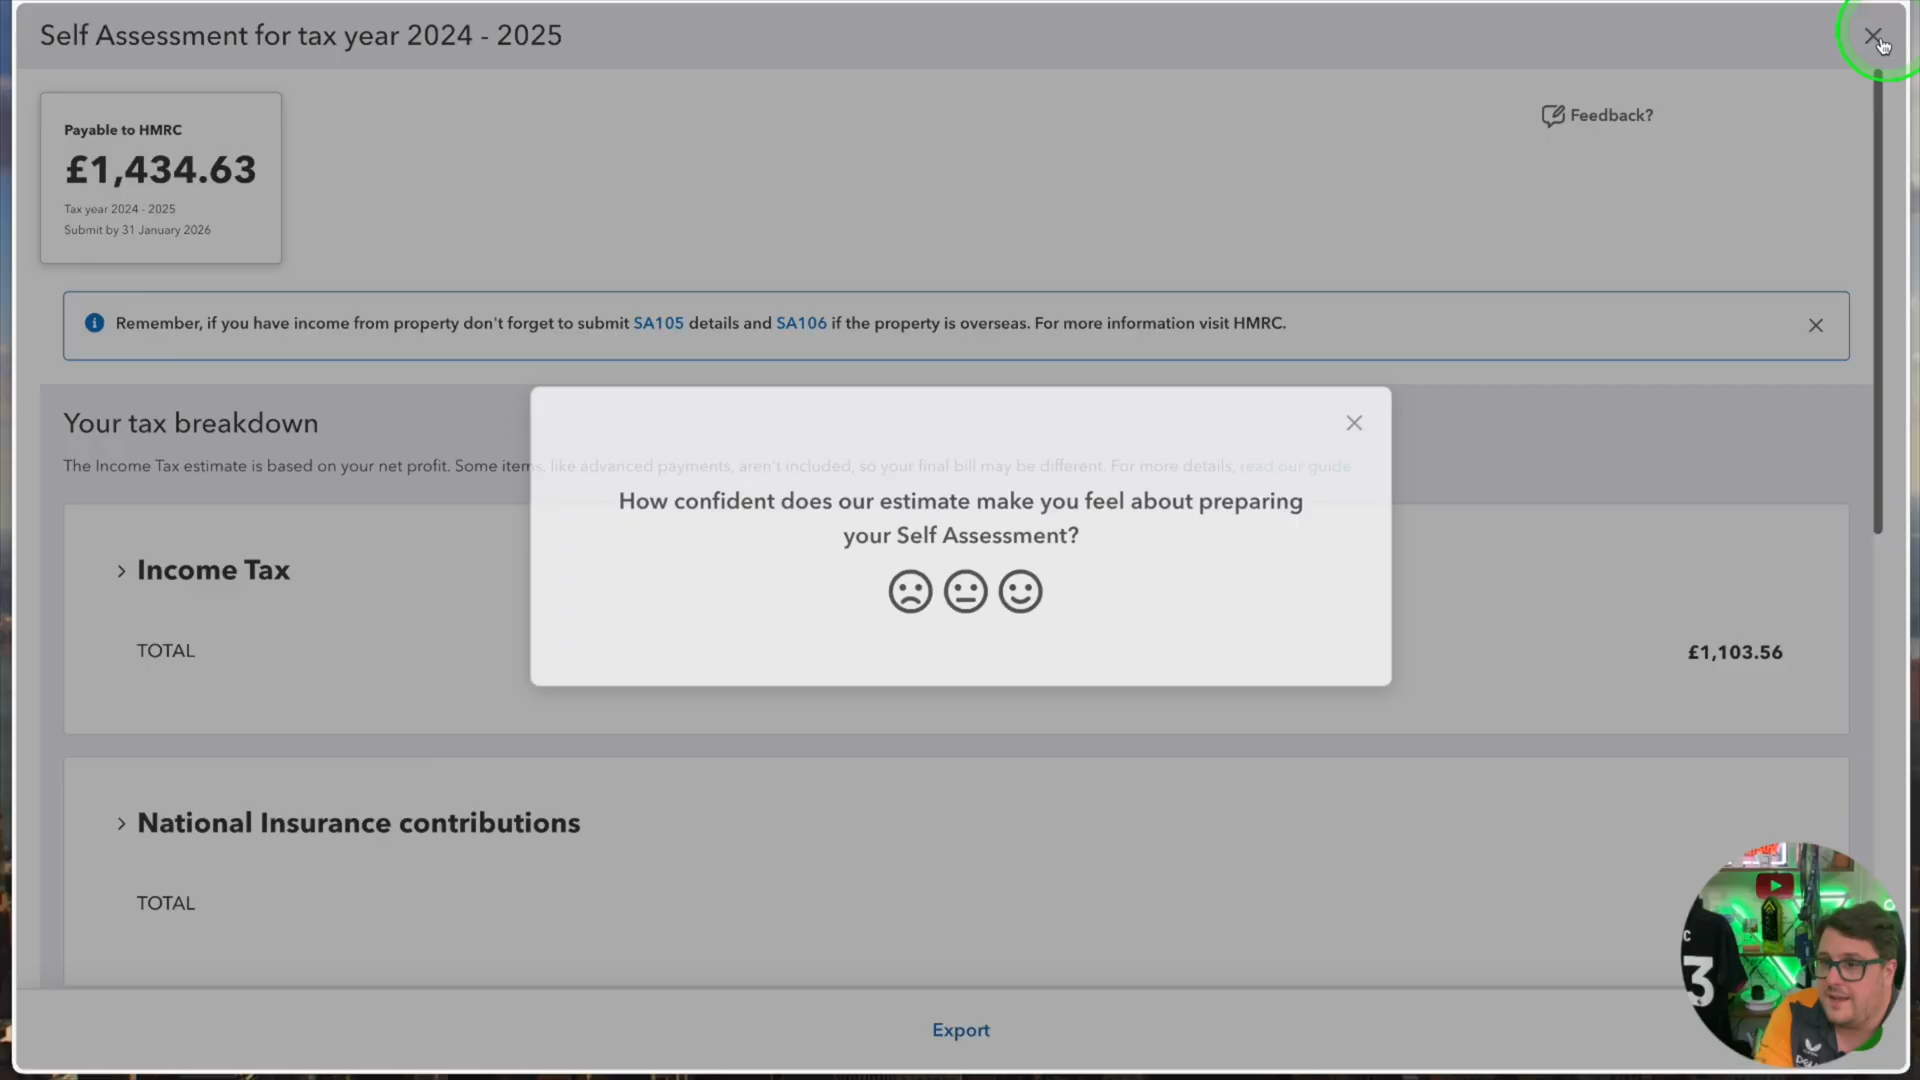 Self Assessment for tax year 2024 - 2025
Payable to HMRC
£1,434.63
Tax year 2024 - 2025
Submit by 31 January 2026
Feedback?
Remember, if you have income from property don't forget to submit SA105 details and SA106 if the property is overseas. For more information visit HMRC.
Your tax breakdown
The Income Tax estimate is based on your net profit. Some items, like advanced payments, aren't included, so your final bill may be different. For more details, read our guide
How confident does our estimate make you feel about preparing
your Self Assessment?
Income Tax
TOTAL
£1,103.56
National Insurance contributions
TOTAL
C
3
Export